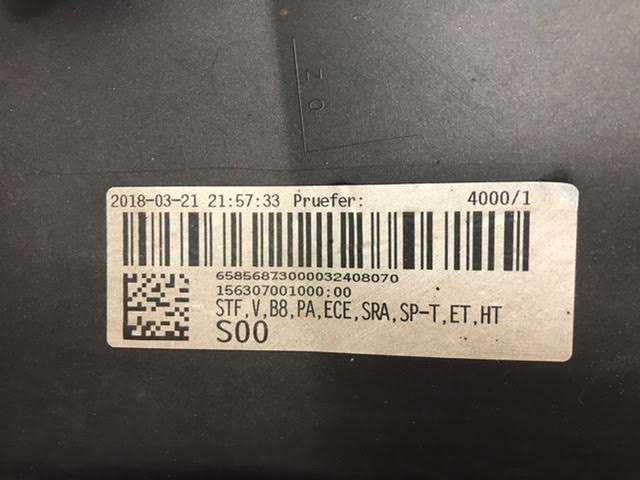 2018-03-21 21:57:33 Pruefer: 4000/1
65856873000032408070
156307001000;00
STF,V,B8,PA,ECE,SRA,SP-T,ET,HT
S00